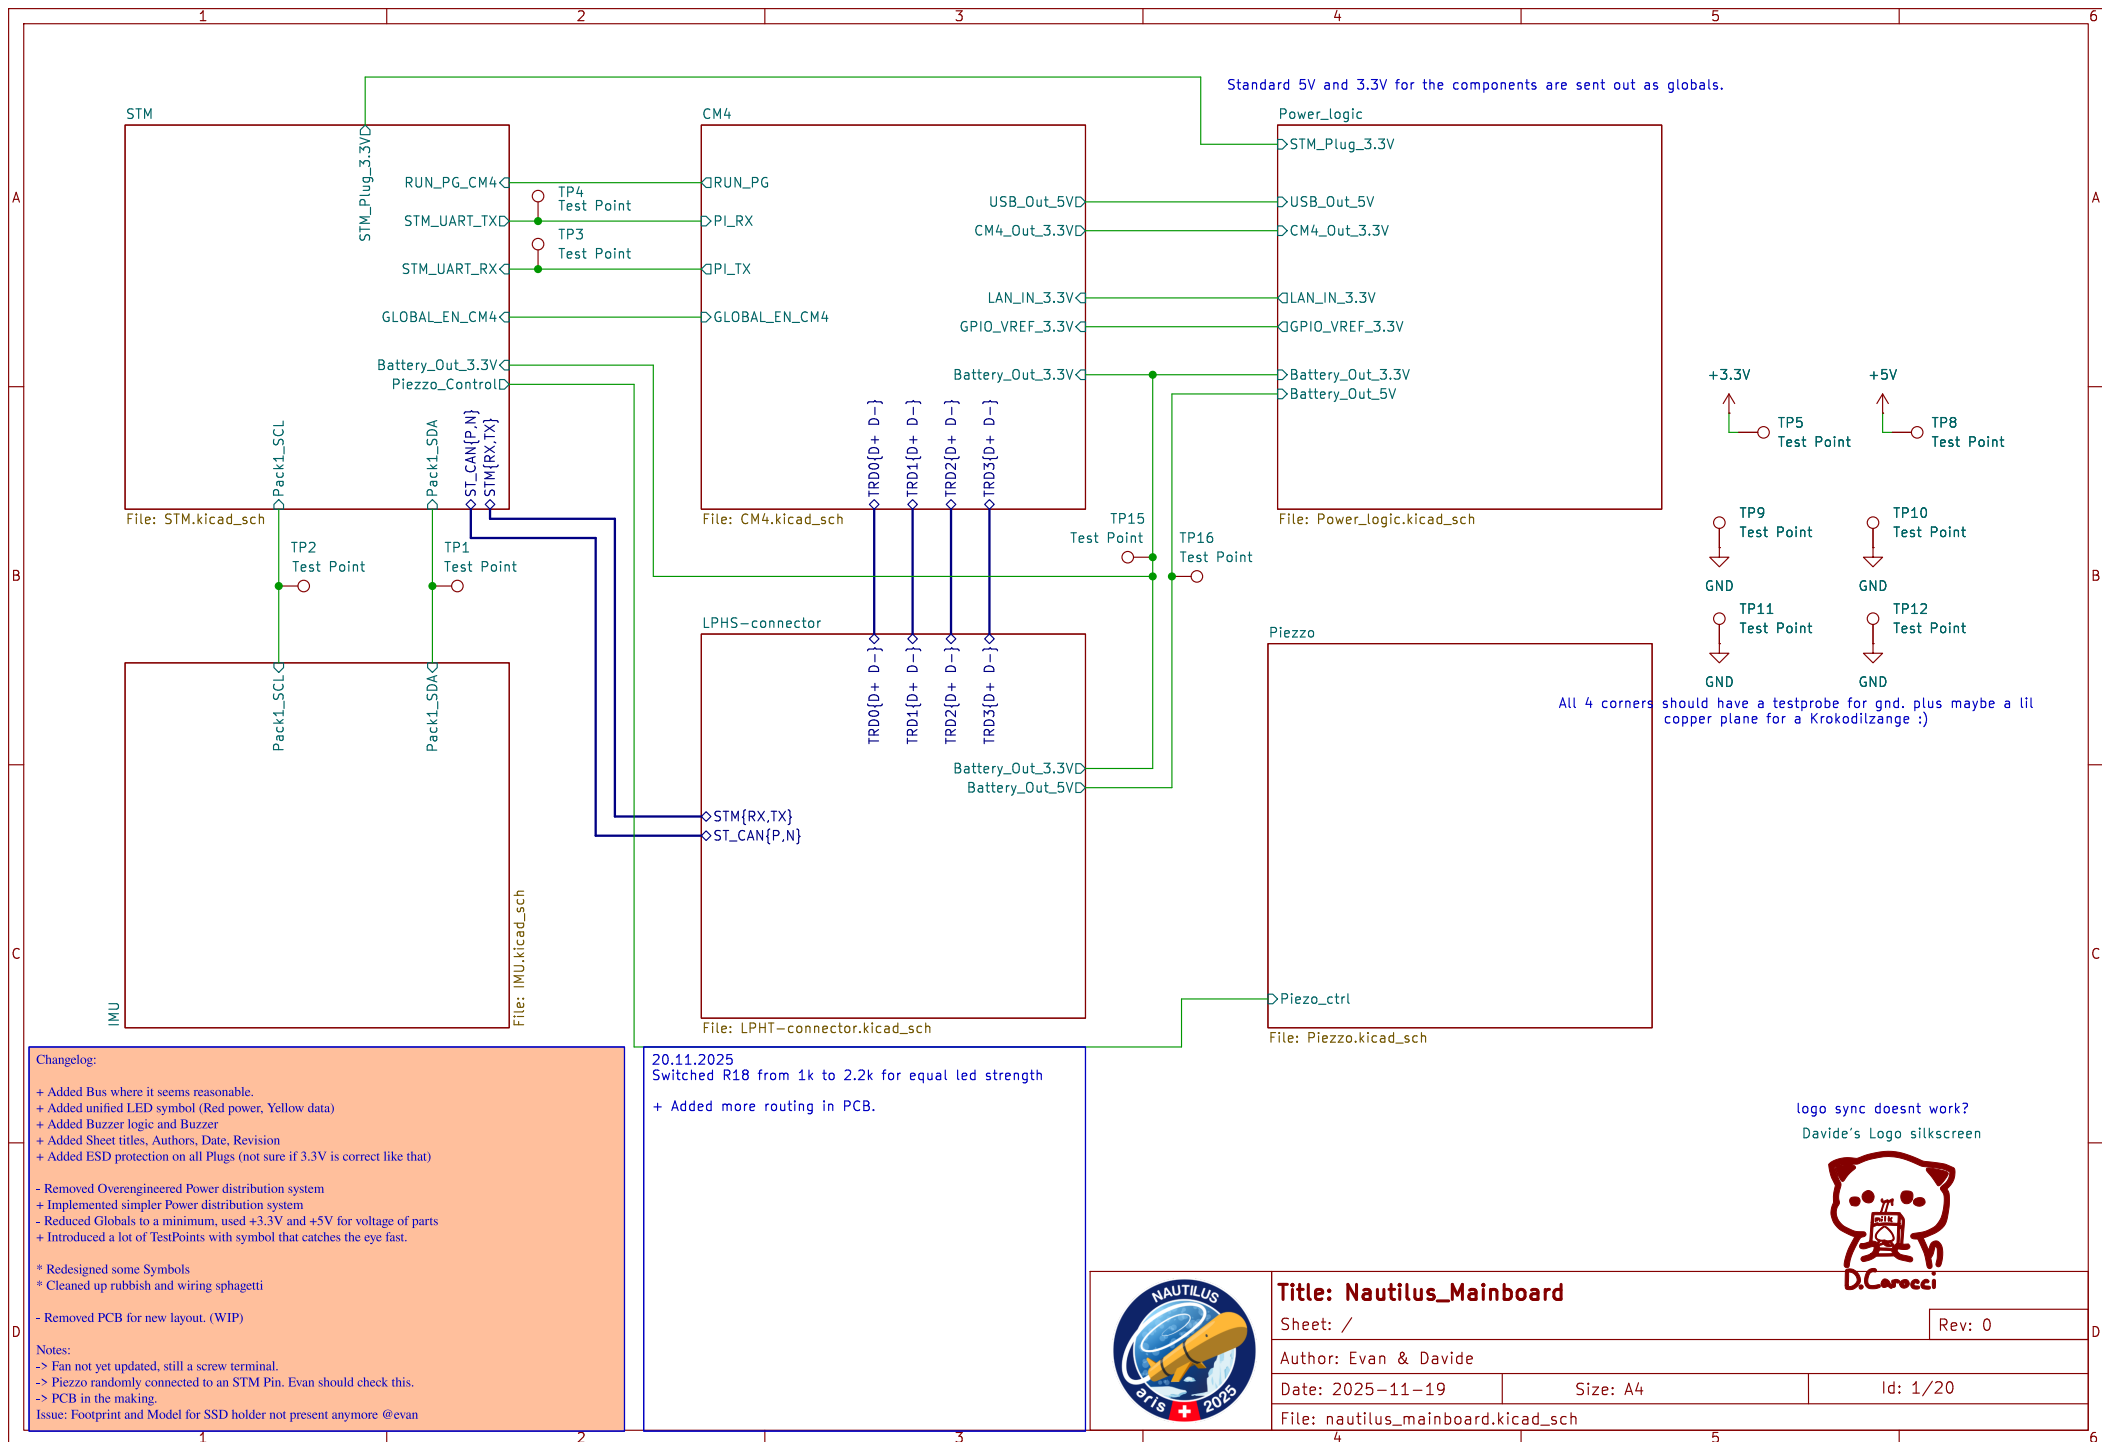 1 2 3 4 5 6
A
B
C
D
A
B
C
D
1 2 3 4 5 6
Standard 5V and 3.3V for the components are sent out as globals.
STM
STM_Plug_3.3V
RUN_PG_CM4
STM_UART_TX
STM_UART_RX
GLOBAL_EN_CM4
Battery_Out_3.3V
Piezzo_Control
Pack1_SCL
Pack1_SDA
ST_CAN{P,N}
STM{RX,TX}
File: STM.kicad_sch
TP4
Test Point
TP3
Test Point
CM4
RUN_PG
PI_RX
PI_TX
GLOBAL_EN_CM4
USB_Out_5V
CM4_Out_3.3V
LAN_IN_3.3V
GPIO_VREF_3.3V
Battery_Out_3.3V
TRD0{D+ D-}
TRD1{D+ D-}
TRD2{D+ D-}
TRD3{D+ D-}
File: CM4.kicad_sch
Power_logic
STM_Plug_3.3V
USB_Out_5V
CM4_Out_3.3V
LAN_IN_3.3V
GPIO_VREF_3.3V
Battery_Out_3.3V
Battery_Out_5V
File: Power_logic.kicad_sch
+3.3V
TP5
Test Point
+5V
TP8
Test Point
TP9
Test Point
GND
TP10
Test Point
GND
TP11
Test Point
GND
TP12
Test Point
GND
All 4 corners should have a testprobe for gnd. plus maybe a lil
copper plane for a Krokodilzange :)
TP2
Test Point
TP1
Test Point
TP15
Test Point
TP16
Test Point
Pack1_SCL
Pack1_SDA
IMU
File: IMU.kicad_sch
LPHS-connector
TRD0{D+ D-}
TRD1{D+ D-}
TRD2{D+ D-}
TRD3{D+ D-}
Battery_Out_3.3V
Battery_Out_5V
STM{RX,TX}
ST_CAN{P,N}
File: LPHT-connector.kicad_sch
Piezzo
Piezo_ctrl
File: Piezzo.kicad_sch
Changelog:
+ Added Bus where it seems reasonable.
+ Added unified LED symbol (Red power, Yellow data)
+ Added Buzzer logic and Buzzer
+ Added Sheet titles, Authors, Date, Revision
+ Added ESD protection on all Plugs (not sure if 3.3V is correct like that)
- Removed Overengineered Power distribution system
+ Implemented simpler Power distribution system
- Reduced Globals to a minimum, used +3.3V and +5V for voltage of parts
+ Introduced a lot of TestPoints with symbol that catches the eye fast.
* Redesigned some Symbols
* Cleaned up rubbish and wiring sphagetti
- Removed PCB for new layout. (WIP)
Notes:
-> Fan not yet updated, still a screw terminal.
-> Piezzo randomly connected to an STM Pin. Evan should check this.
-> PCB in the making.
Issue: Footprint and Model for SSD holder not present anymore @evan
20.11.2025
Switched R18 from 1k to 2.2k for equal led strength
+ Added more routing in PCB.
logo sync doesnt work?
Davide's Logo silkscreen
milk
D.Carocci
NAUTILUS
aris 2025
Title: Nautilus_Mainboard
Sheet: /
Rev: 0
Author: Evan & Davide
Date: 2025-11-19
Size: A4
Id: 1/20
File: nautilus_mainboard.kicad_sch